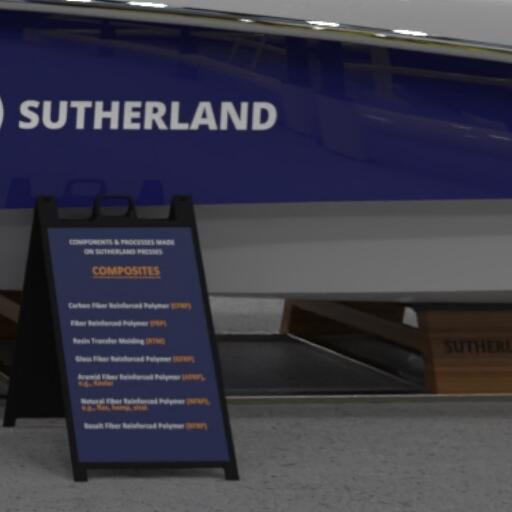 SUTHERLAND
COMPONENTS & PROCESSES MADE
ON SUTHERLAND PRESSES
COMPOSITES
Carbon Fiber Reinforced Polymer (CFRP)
Fiber Reinforced Polymer (FRP)
Resin Transfer Molding (RTM)
Glass Fiber Reinforced Polymer (GFRP)
Aramid Fiber Reinforced Polymer (AFRP),
e.g., Kevlar
Natural Fiber Reinforced Polymer (NFRP),
e.g., flax, hemp, sisal
Basalt Fiber Reinforced Polymer (BFRP)
SUTHERL